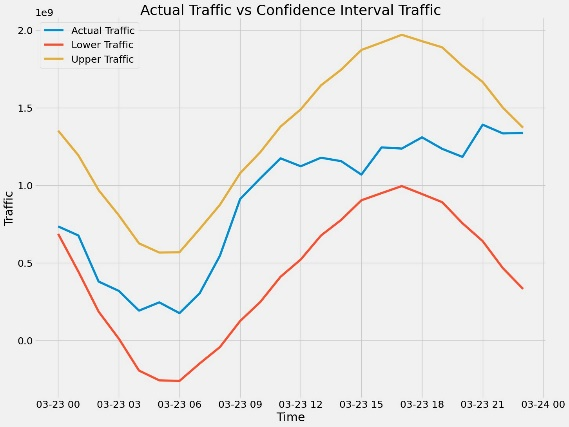 Actual Traffic vs Confidence Interval Traffic
1e9
Actual Traffic
Lower Traffic
Upper Traffic
2.0
1.5
1.0
0.5
0.0
Traffic
03-23 00 03-23 03 03-23 06 03-23 09 03-23 12 03-23 15 03-23 18 03-23 21 03-24 00
Time